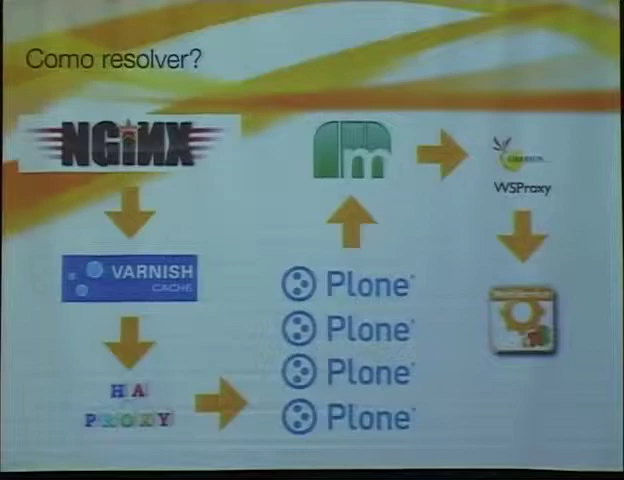 Como resolver?
NGiNX
VARNISH
CACHE
HA
PROXY
Plone
Plone
Plone
Plone
m
WSProxy